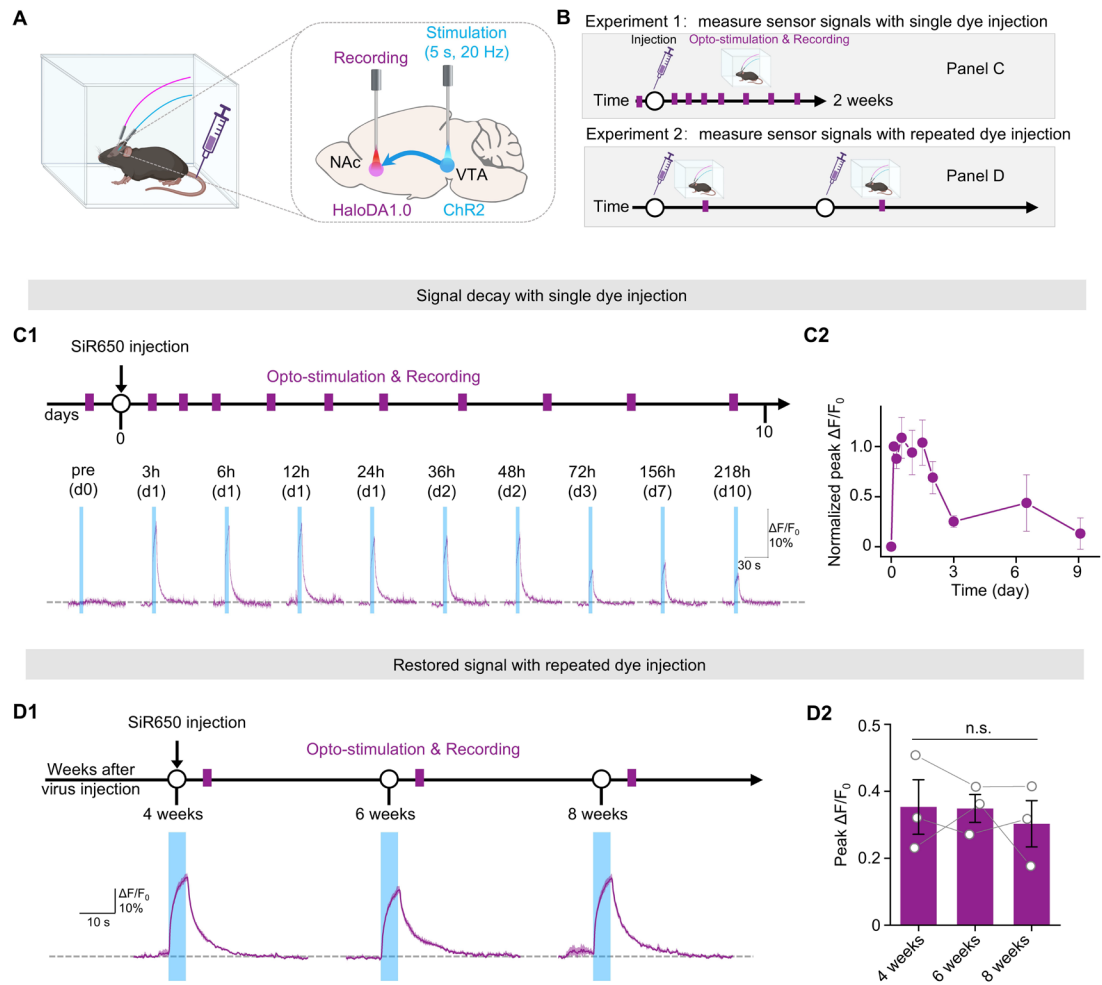 A
Stimulation
(5 s, 20 Hz)
Recording
NAc
VTA
HaloDA1.0
ChR2
B
Experiment 1: measure sensor signals with single dye injection
Injection
Opto-stimulation & Recording
Panel C
Time
2 weeks
Experiment 2: measure sensor signals with repeated dye injection
Panel D
Time
Signal decay with single dye injection
C1
SiR650 injection
Opto-stimulation & Recording
days
0
10
pre
(d0)
3h
(d1)
6h
(d1)
12h
(d1)
24h
(d1)
36h
(d2)
48h
(d2)
72h
(d3)
156h
(d7)
218h
(d10)
ΔF/F0
10%
30 s
C2
Normalized peak ΔF/F0
1.0
0.5
0
0
3
6
9
Time (day)
Restored signal with repeated dye injection
D1
SiR650 injection
Opto-stimulation & Recording
Weeks after
virus injection
4 weeks
6 weeks
8 weeks
ΔF/F0
10%
10 s
D2
n.s.
Peak ΔF/F0
0.5
0.4
0.2
0
4 weeks
6 weeks
8 weeks